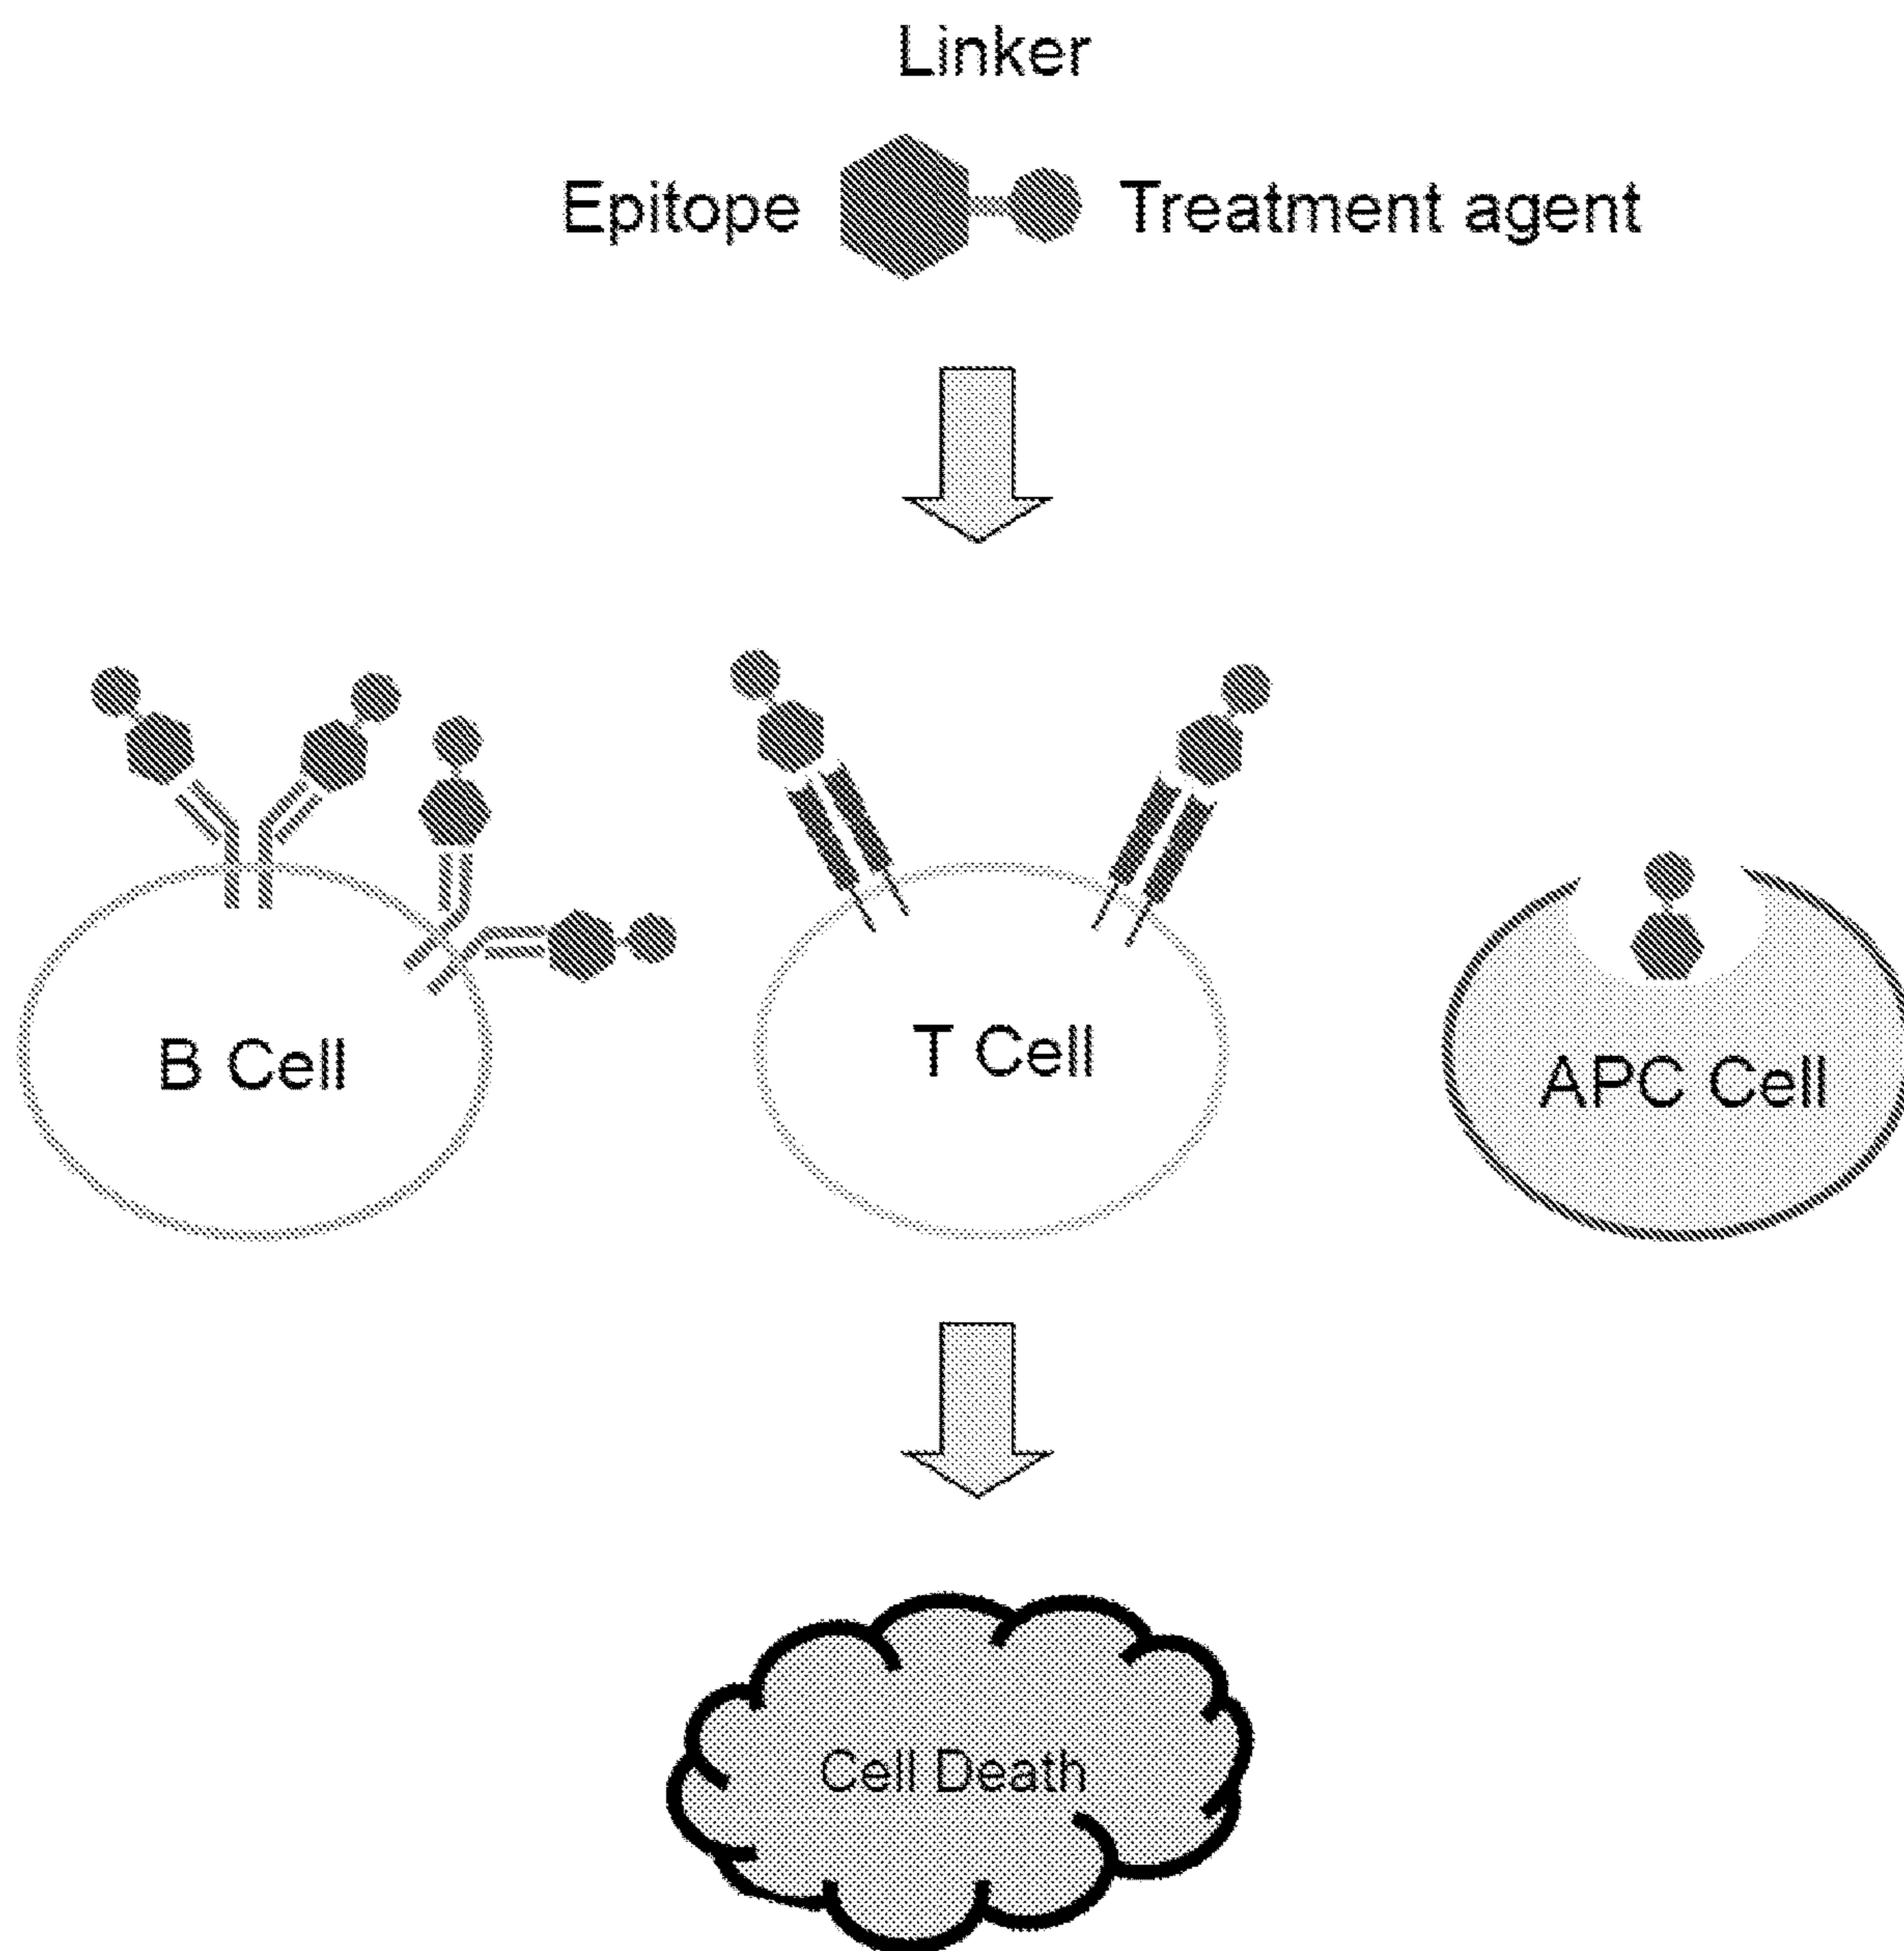 Linker
Epitope Treatment agent
B Cell
T Cell
APC Cell
Cell Death